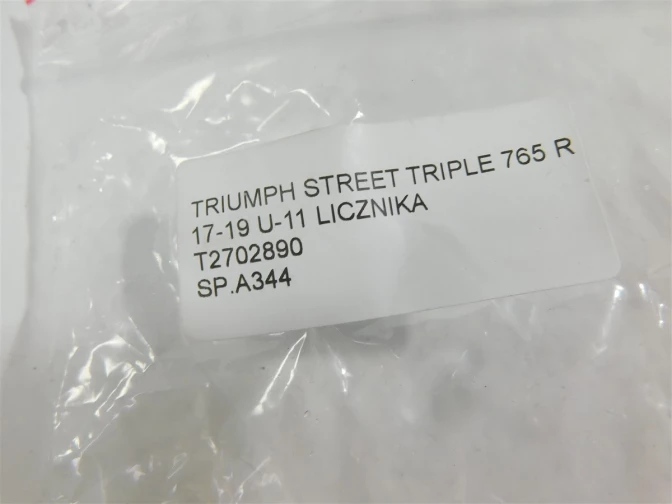 TRIUMPH STREET TRIPLE 765 R
17-19 U-11 LICZNIKA
T2702890
SP.A344